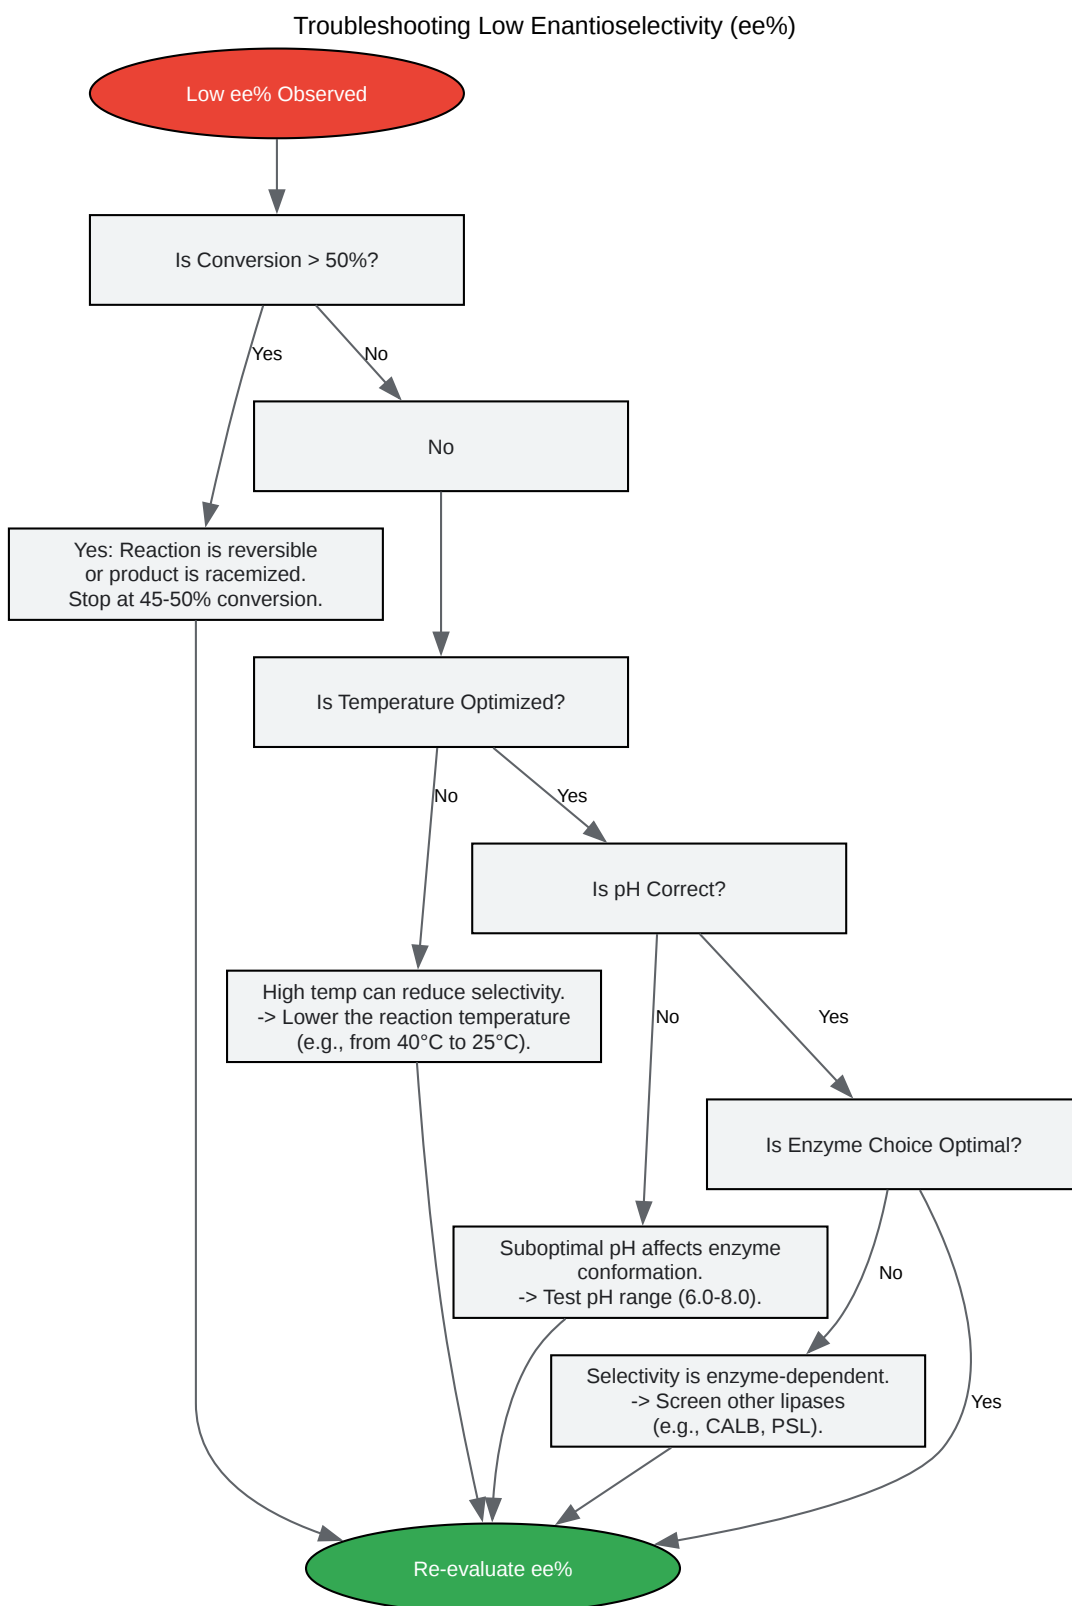 Troubleshooting Low Enantioselectivity (ee%)
Low ee% Observed
Is Conversion > 50%?
Yes
No
No
Yes: Reaction is reversible
or product is racemized.
Stop at 45-50% conversion.
Is Temperature Optimized?
No
Yes
Is pH Correct?
High temp can reduce selectivity.
-> Lower the reaction temperature
(e.g., from 40°C to 25°C).
No
Yes
Is Enzyme Choice Optimal?
Suboptimal pH affects enzyme
conformation.
-> Test pH range (6.0-8.0).
No
Selectivity is enzyme-dependent.
-> Screen other lipases
(e.g., CALB, PSL).
Yes
Re-evaluate ee%